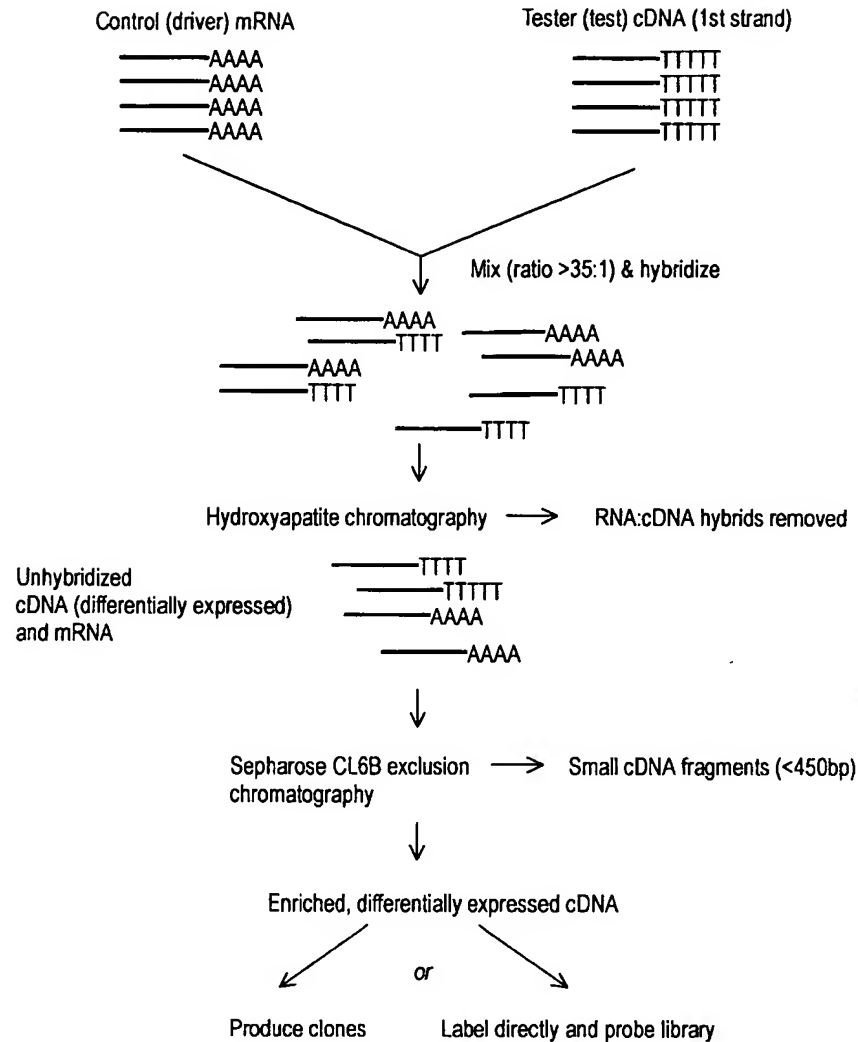 Control (driver) mRNA
Tester (test) cDNA (1st strand)
AAAA
AAAA
AAAA
AAAA
TTTTT
TTTTT
TTTTT
TTTTT
Mix (ratio >35:1) & hybridize
AAAA
TTTT
AAAA
TTTT
AAAA
AAAA
TTTT
TTTT
Hydroxyapatite chromatography
RNA:cDNA hybrids removed
Unhybridized
cDNA (differentially expressed)
and mRNA
TTTT
TTTTT
AAAA
AAAA
Sepharose CL6B exclusion
chromatography
Small cDNA fragments (<450bp)
Enriched, differentially expressed cDNA
or
Produce clones
Label directly and probe library